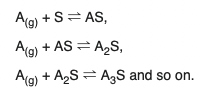 A(g) + S ⇌ AS,
A(g) + AS ⇌ A₂S,
A(g) + A₂S ⇌ A₃S and so on.